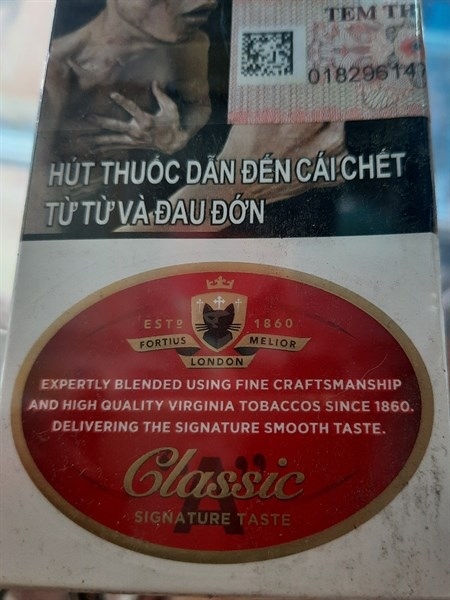 TEM TH
01829614
HÚT THUỐC DẪN ĐẾN CÁI CHẾT
TỪ TỪ VÀ ĐAU ĐỚN
ESTD 1860
FORTIUS MELIOR
LONDON
EXPERTLY BLENDED USING FINE CRAFTSMANSHIP
AND HIGH QUALITY VIRGINIA TOBACCOS SINCE 1860.
DELIVERING THE SIGNATURE SMOOTH TASTE.
"A"
Classic
SIGNATURE TASTE